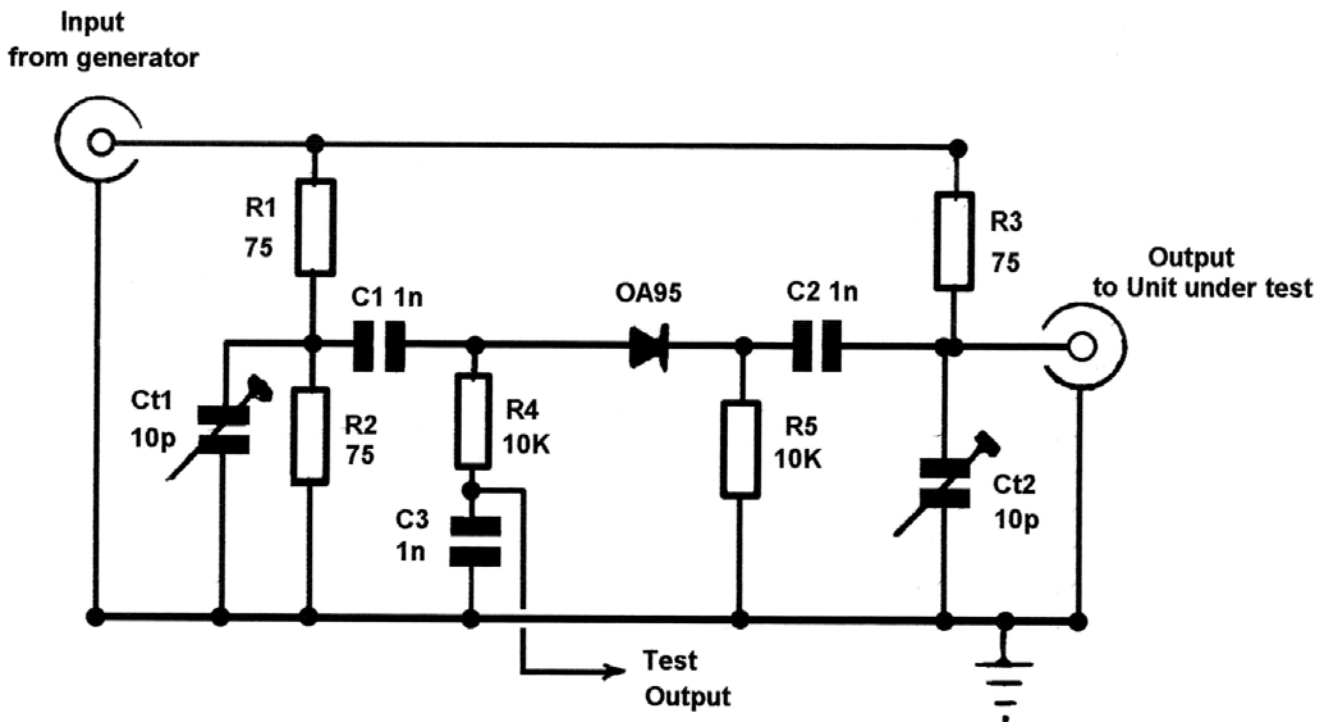 Input
from generator
R1
75
R3
75
Output
to Unit under test
C1 1n
OA95
C2 1n
Ct1
10p
R2
75
R4
10K
R5
10K
Ct2
10p
C3
1n
Test
Output